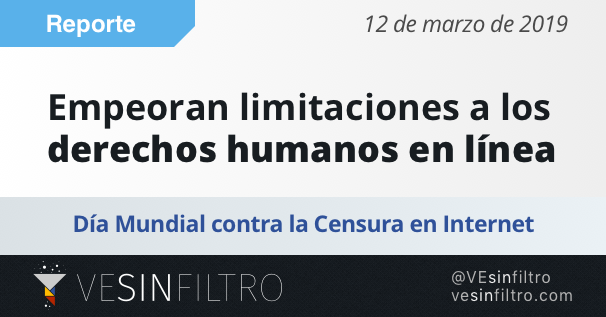 Reporte
12 de marzo de 2019
Empeoran limitaciones a los
derechos humanos en línea
Día Mundial contra la Censura en Internet
VESINFILTRO
@VEsinfiltro
vesinfiltro.com